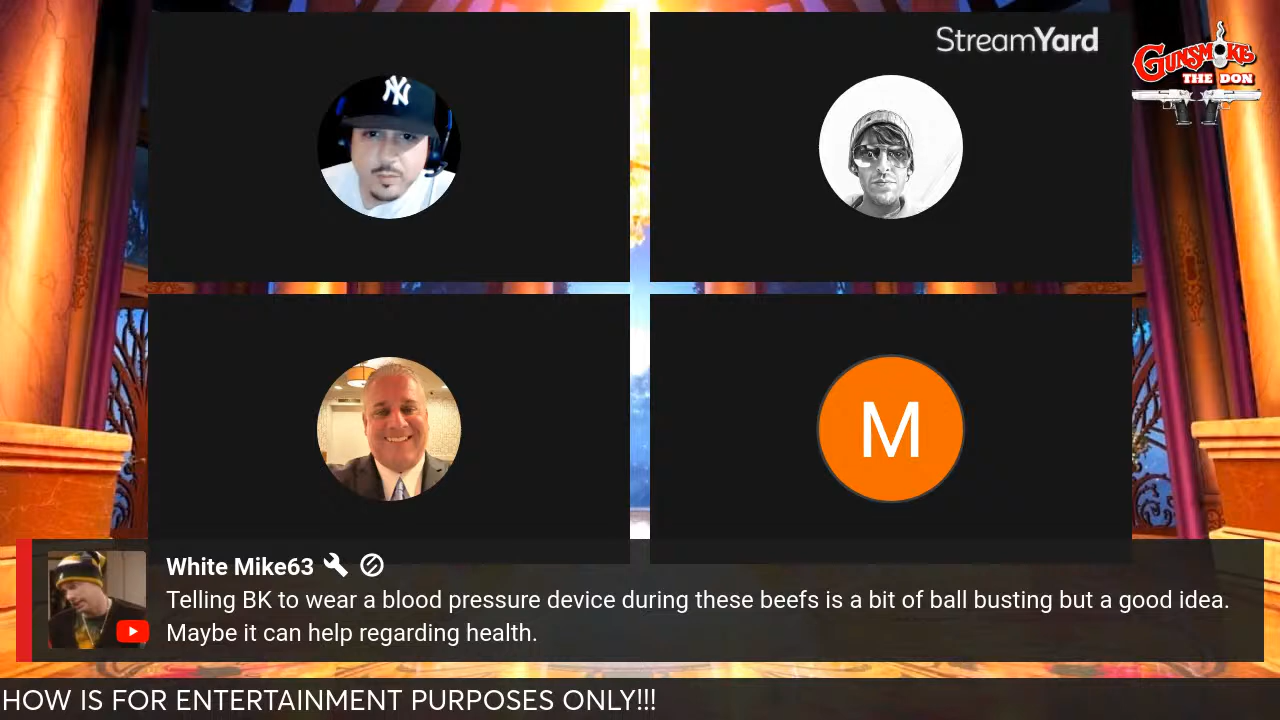 StreamYard
GUNSMOKE
THE DON
NY
M
White Mike63
Telling BK to wear a blood pressure device during these beefs is a bit of ball busting but a good idea.
Maybe it can help regarding health.
HOW IS FOR ENTERTAINMENT PURPOSES ONLY!!!